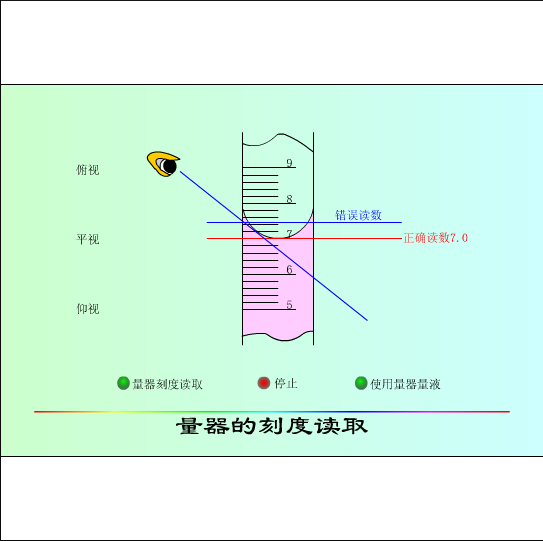 俯视
9
8
错误读数
7
平视
正确读数7.0
6
仰视
5
量器刻度读取
停止
使用量器量液
量器的刻度读取